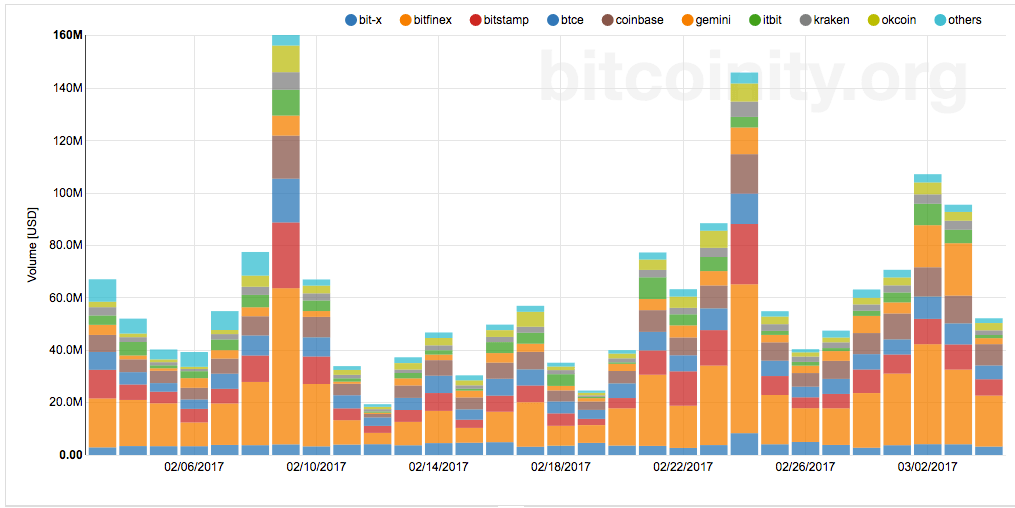 bit-x bitfinex bitstamp btce coinbase gemini itbit kraken okcoin others
bitcoinity.org
Volume [USD]
160M
140M
120M
100M
80.0M
60.0M
40.0M
20.0M
0.00
02/06/2017 02/10/2017 02/14/2017 02/18/2017 02/22/2017 02/26/2017 03/02/2017